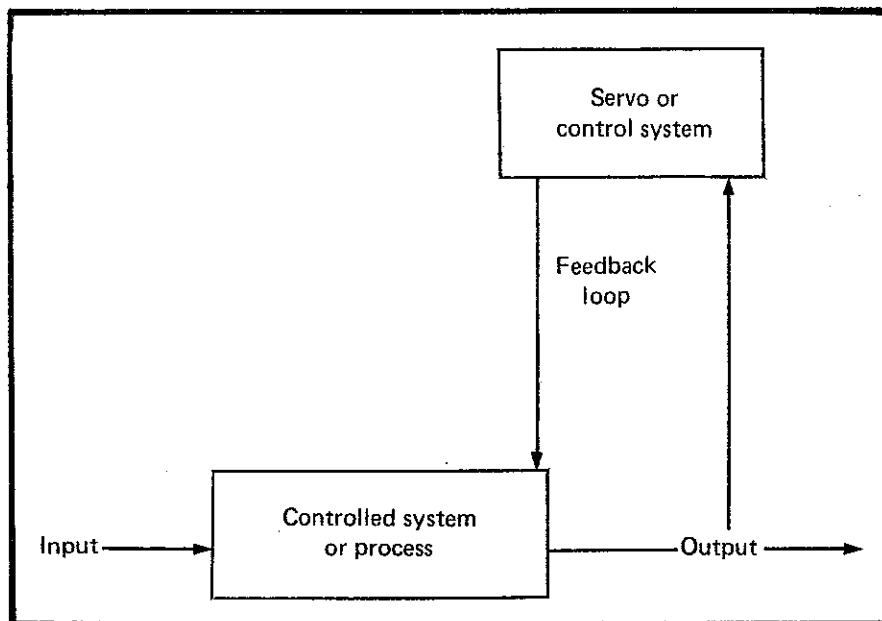 Servo or
control system
Feedback
loop
Controlled system
or process
Input
Output